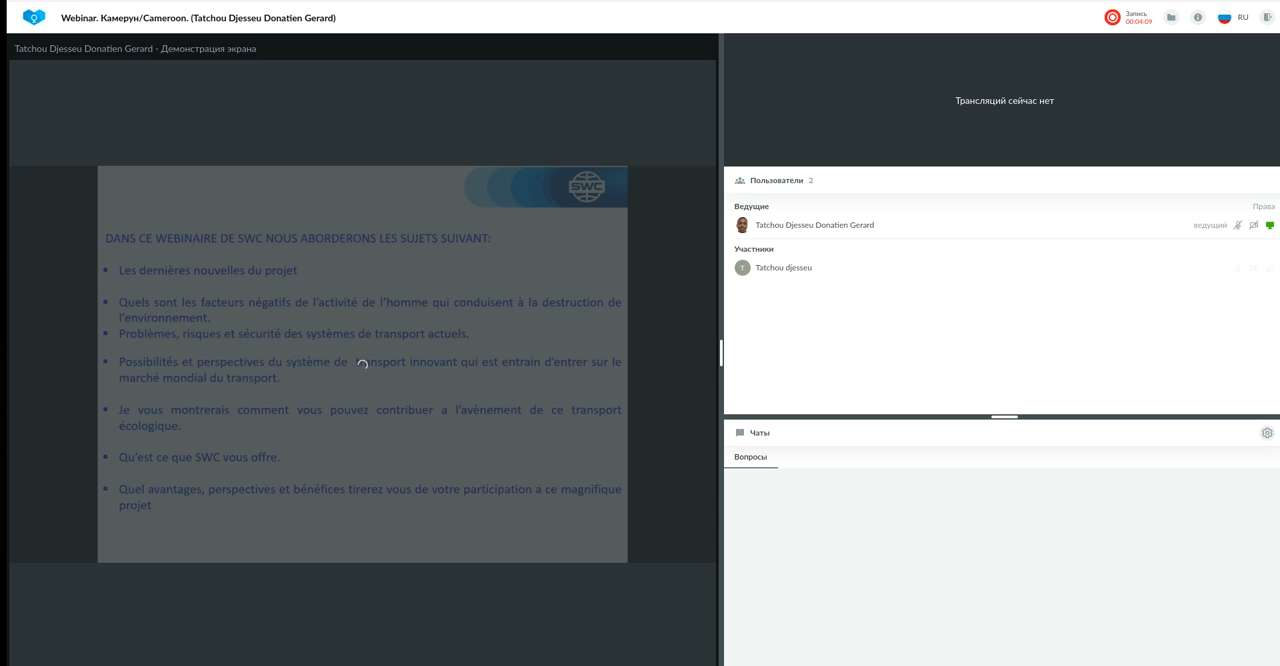 Webinar. Камерун/Cameroon. (Tatchou Djesseu Donatien Gerard)
Запись
00:04:09
RU
Tatchou Djesseu Donatien Gerard - Демонстрация экрана
Трансляций сейчас нет
SWC
DANS CE WEBINAIRE DE SWC NOUS ABORDERONS LES SUJETS SUIVANT:
▪ Les dernières nouvelles du projet
▪ Quels sont les facteurs négatifs de l'activité de l'homme qui conduisent à la destruction de
l'environnement.
▪ Problèmes, risques et sécurité des systèmes de transport actuels.
▪ Possibilités et perspectives du système de transport innovant qui est entrain d'entrer sur le
marché mondial du transport.
▪ Je vous montrerais comment vous pouvez contribuer a l'avènement de ce transport
écologique.
▪ Qu'est ce que SWC vous offre.
▪ Quel avantages, perspectives et bénéfices tirerez vous de votre participation a ce magnifique
projet
Пользователи 2
Ведущие Права
Tatchou Djesseu Donatien Gerard ведущий
Участники
T Tatchou djesseu
Чаты
Вопросы